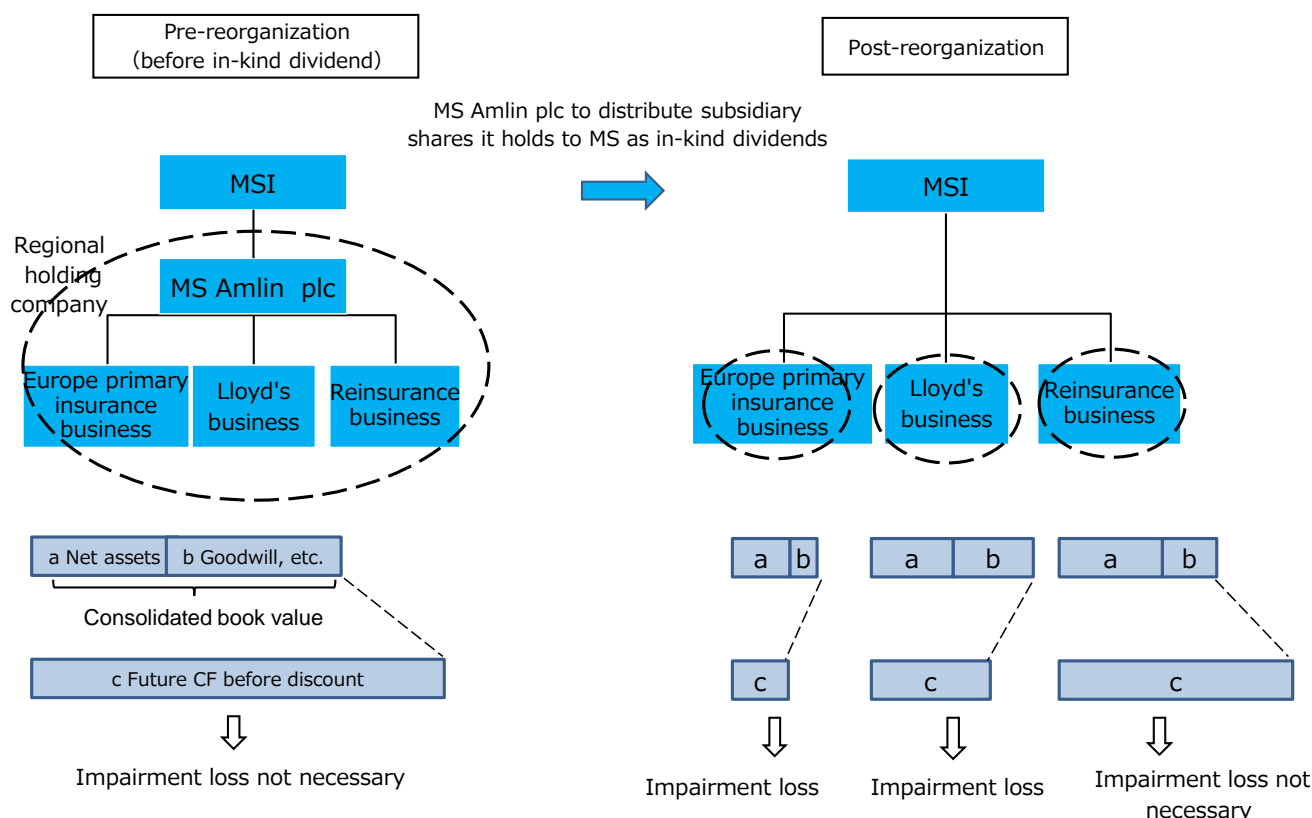 Pre-reorganization
（before in-kind dividend）
Post-reorganization
MS Amlin plc to distribute subsidiary
shares it holds to MS as in-kind dividends
MSI
Regional
holding
company
MS Amlin plc
Europe primary
insurance
business
Lloyd's
business
Reinsurance
business
MSI
Europe primary
insurance
business
Lloyd's
business
Reinsurance
business
a Net assets
b Goodwill, etc.
Consolidated book value
c Future CF before discount
Impairment loss not necessary
a
b
a
b
a
b
c
c
c
Impairment loss
Impairment loss
Impairment loss not
necessary